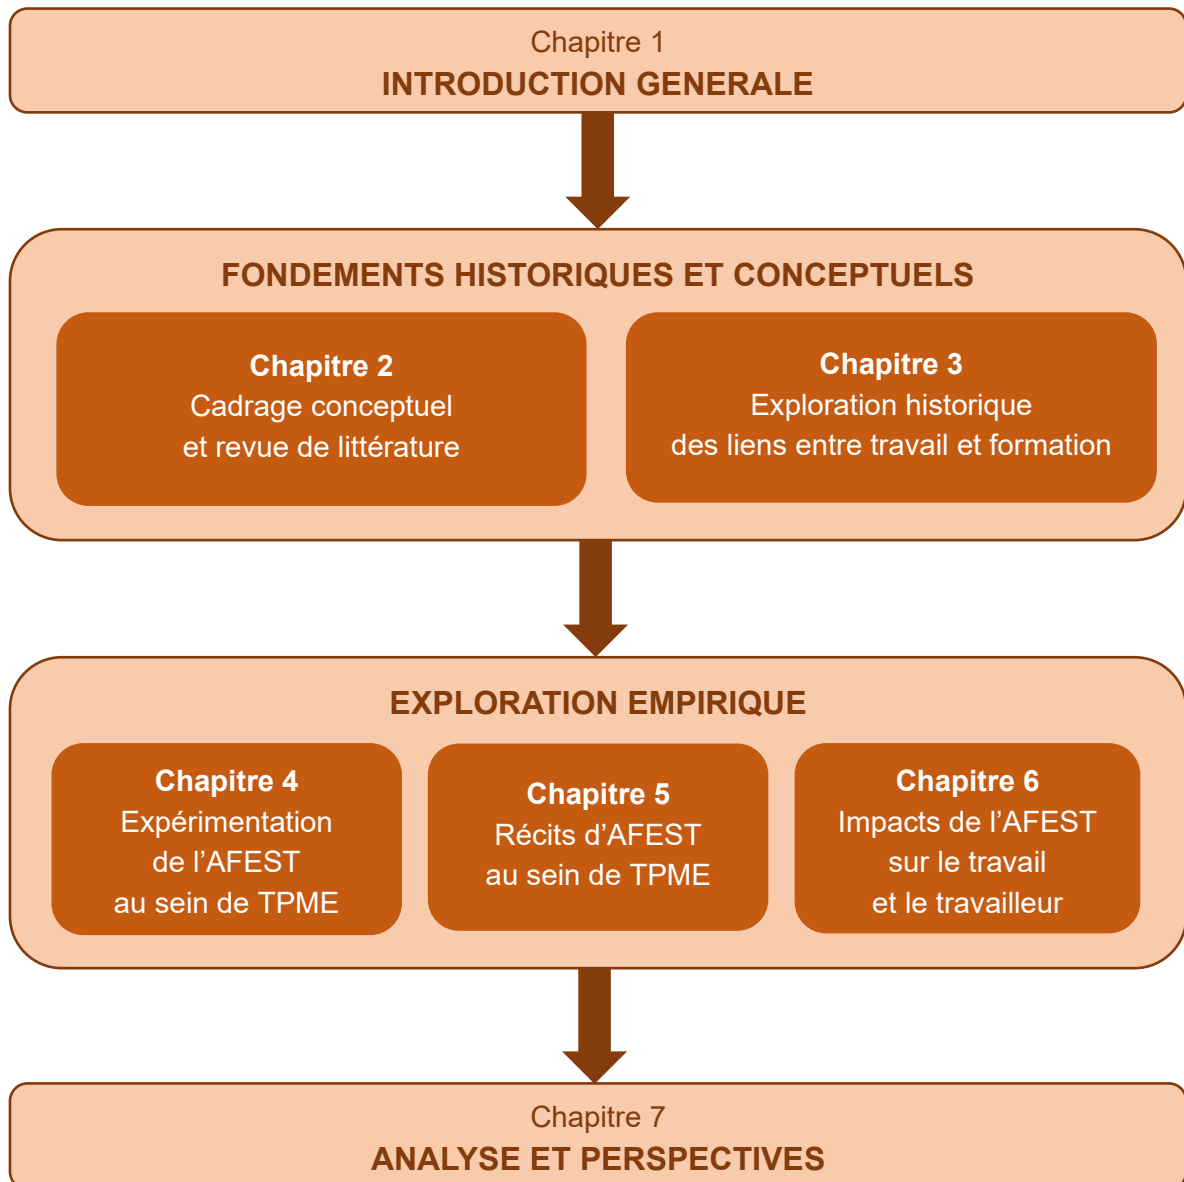 Chapitre 1
INTRODUCTION GENERALE
FONDEMENTS HISTORIQUES ET CONCEPTUELS
Chapitre 2
Cadrage conceptuel
et revue de littérature
Chapitre 3
Exploration historique
des liens entre travail et formation
EXPLORATION EMPIRIQUE
Chapitre 4
Expérimentation
de l’AFEST
au sein de TPME
Chapitre 5
Récits d’AFEST
au sein de TPME
Chapitre 6
Impacts de l’AFEST
sur le travail
et le travailleur
Chapitre 7
ANALYSE ET PERSPECTIVES